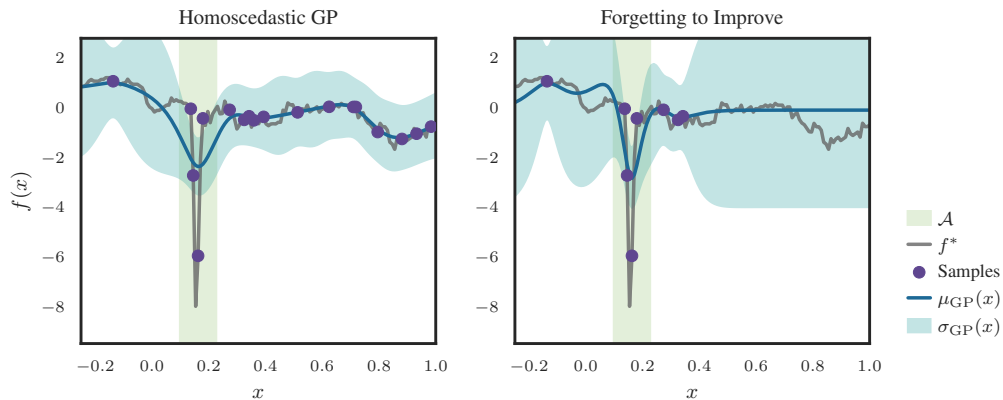 Homoscedastic GP
Forgetting to Improve
f(x)
2
0
−2
−4
−6
−8
−0.2 0.0 0.2 0.4 0.6 0.8 1.0
x
2
0
−2
−4
−6
−8
−0.2 0.0 0.2 0.4 0.6 0.8 1.0
x
𝒜
f*
Samples
μGP(x)
σGP(x)